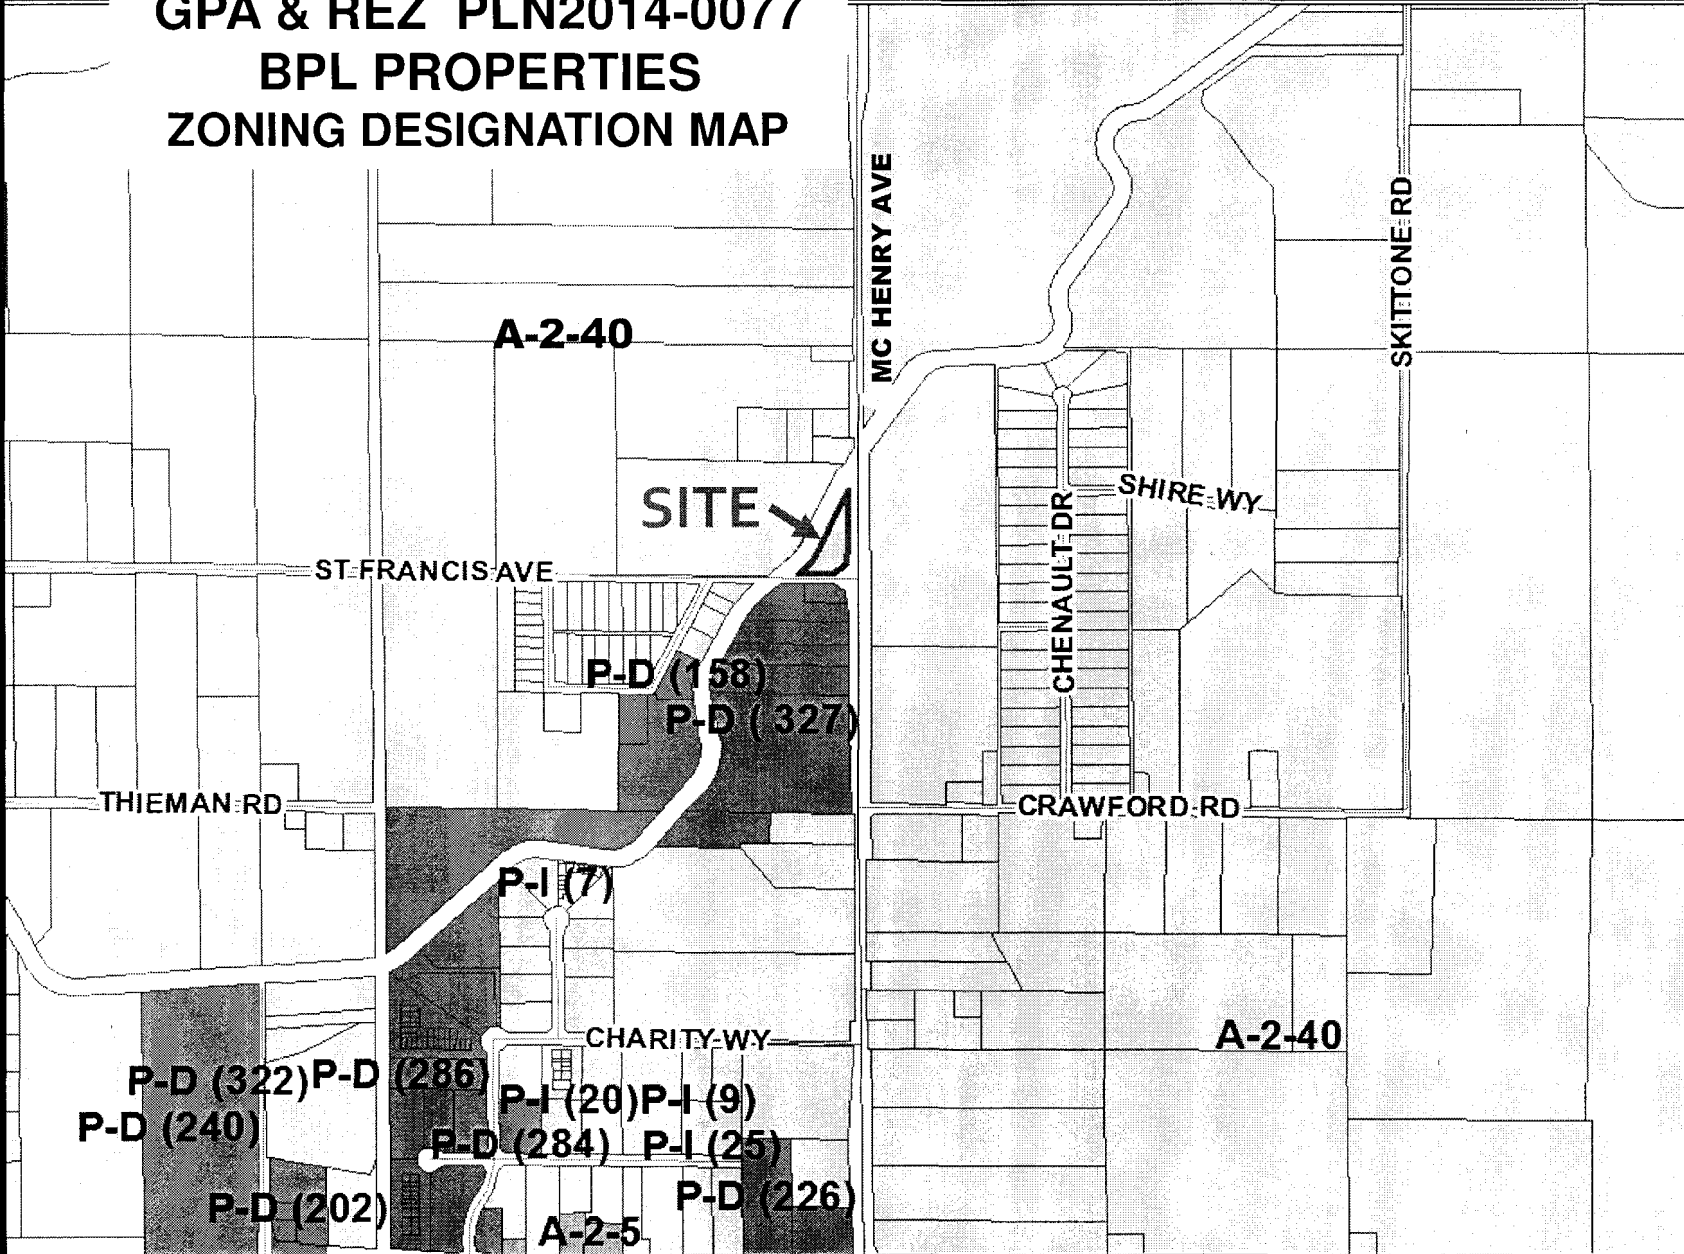 GPA & REZ PLN2014-0077
BPL PROPERTIES
ZONING DESIGNATION MAP
MC HENRY AVE
SKITTONE RD
A-2-40
SITE
SHIRE WY
CHENAULT DR
ST FRANCIS AVE
P-D (158)
P-D ( 327)
THIEMAN RD
CRAWFORD RD
P-I (7)
CHARITY WY
A-2-40
P-D (322)
P-D (286)
P-I (20)
P-I (9)
P-D (240)
P-D (284)
P-I (25)
P-D (202)
P-D (226)
A-2-5